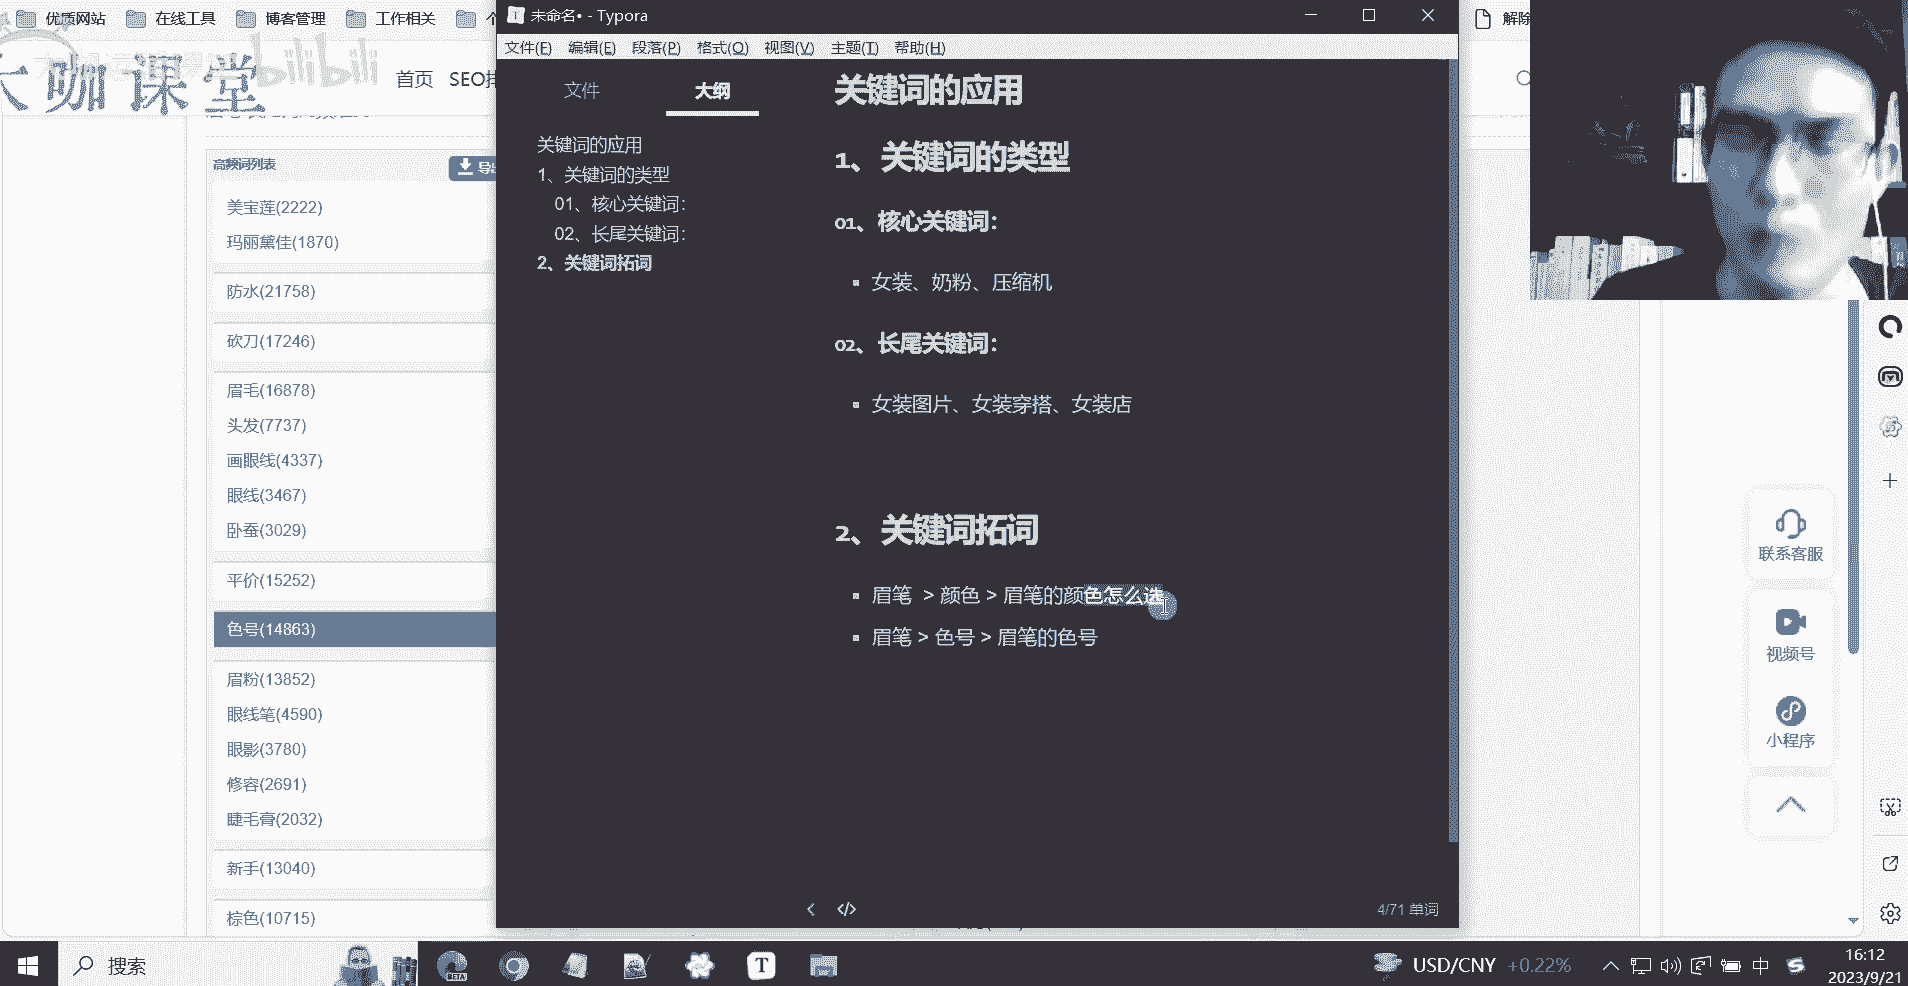 优质网站
在线工具
博客管理
工作相关
个
未命名• - Typora
解除
文件(F) 编辑(E) 段落(P) 格式(O) 视图(V) 主题(T) 帮助(H)
bilibili
大咖课堂
首页 SEO
高频词列表
美宝莲(2222)
玛丽黛佳(1870)
防水(21758)
砍刀(17246)
眉毛(16878)
头发(7737)
画眼线(4337)
眼线(3467)
卧蚕(3029)
平价(15252)
色号(14863)
眉粉(13852)
眼线笔(4590)
眼影(3780)
修容(2691)
睫毛膏(2032)
新手(13040)
棕色(10715)
文件
大纲
关键词的应用
1、关键词的类型
01、核心关键词：
02、长尾关键词：
2、关键词拓词
关键词的应用
1、关键词的类型
01、核心关键词：
女装、奶粉、压缩机
02、长尾关键词：
女装图片、女装穿搭、女装店
2、关键词拓词
眉笔 > 颜色 > 眉笔的颜色怎么选
眉笔 > 色号 > 眉笔的色号
4/71 单词
联系客服
视频号
小程序
搜索
BETA
USD/CNY +0.22%
中
16:12
2023/9/21